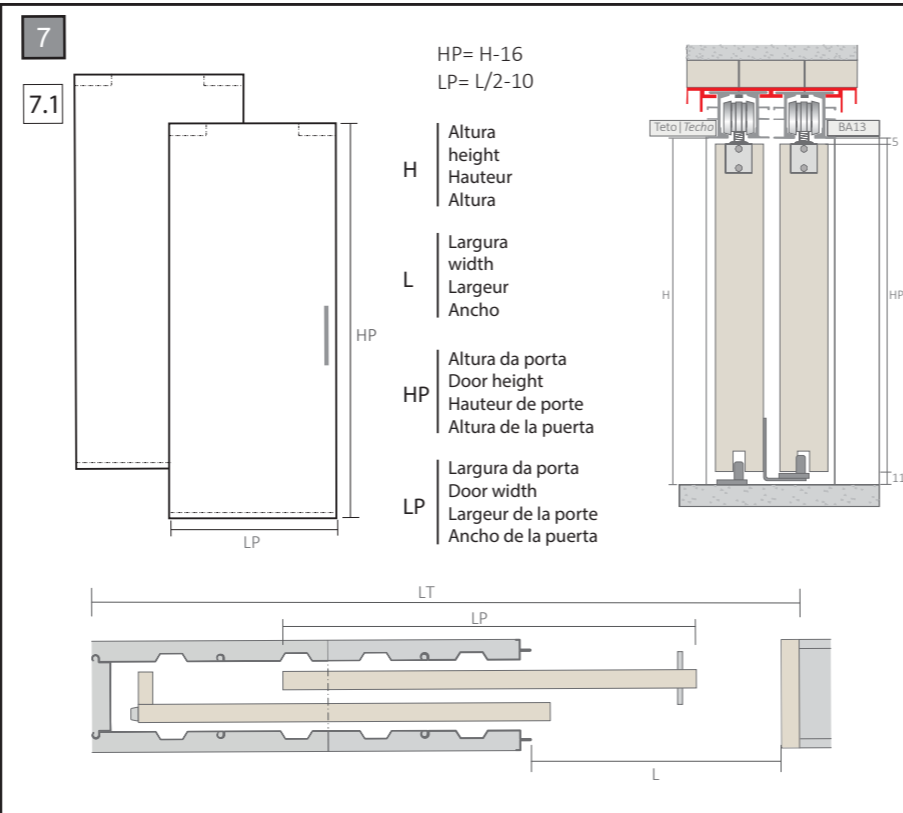 7
7.1
HP= H-16
LP= L/2-10
H
Altura
height
Hauteur
Altura
L
Largura
width
Largeur
Ancho
HP
Altura da porta
Door height
Hauteur de porte
Altura de la puerta
LP
Largura da porta
Door width
Largeur de la porte
Ancho de la puerta
HP
LP
Teto|Techo
BA13
5
H
HP
11
LT
LP
L